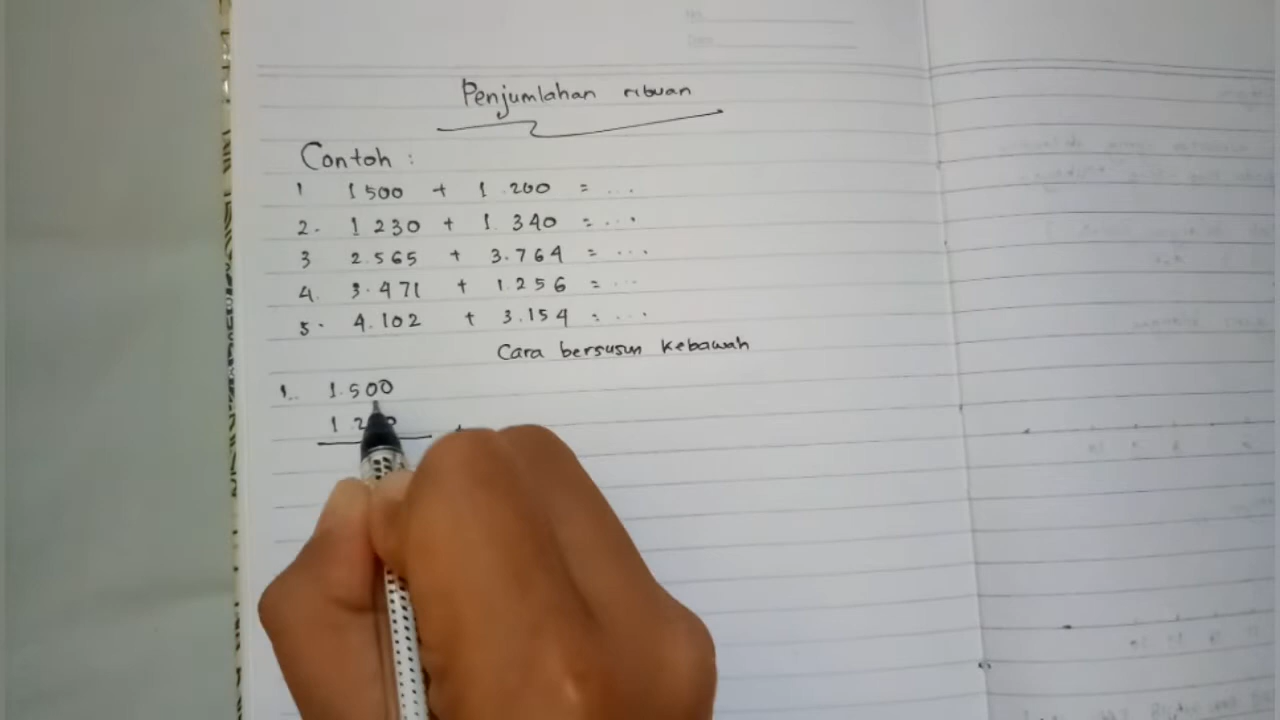 Penjumlahan ribuan
Contoh :
1 1 500 + 1 . 200 = ...
2. 1 230 + 1. 340 = ...
3 2.565 + 3.764 = ...
4. 3.471 + 1.256 = ...
5. 4.102 + 3.154 = ...
Cara bersusun Kebawah
1.. 1.500